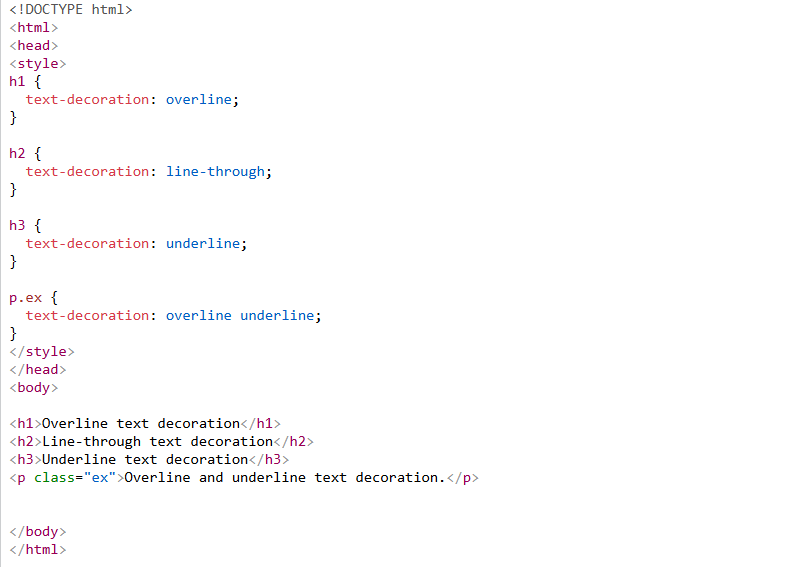 <!DOCTYPE html>
<html>
<head>
<style>
h1 {
  text-decoration: overline;
}

h2 {
  text-decoration: line-through;
}

h3 {
  text-decoration: underline;
}

p.ex {
  text-decoration: overline underline;
}
</style>
</head>
<body>

<h1>Overline text decoration</h1>
<h2>Line-through text decoration</h2>
<h3>Underline text decoration</h3>
<p class="ex">Overline and underline text decoration.</p>


</body>
</html>